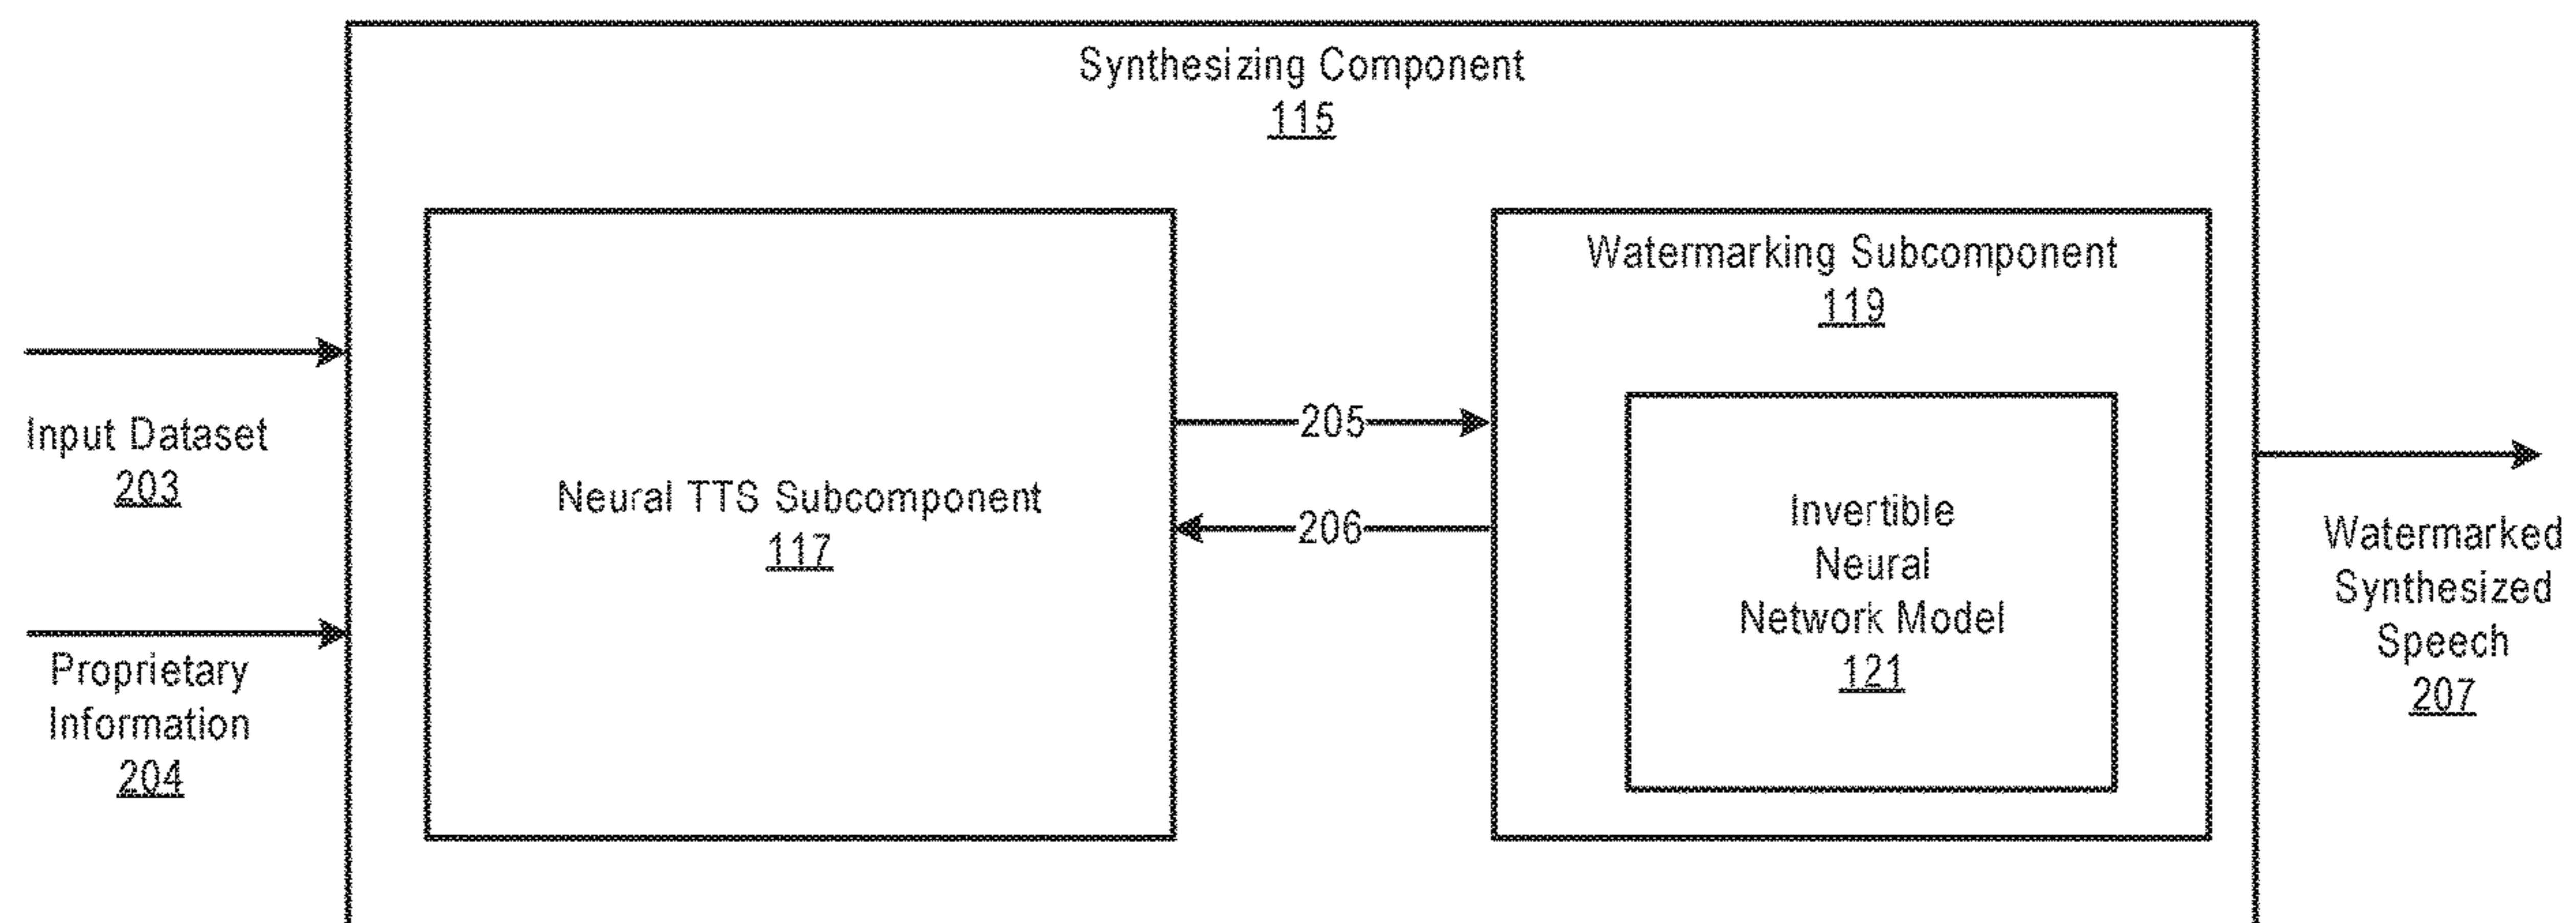 Synthesizing Component
115
Input Dataset
203
Proprietary
Information
204
Neural TTS Subcomponent
117
205
206
Watermarking Subcomponent
119
Invertible
Neural
Network Model
121
Watermarked
Synthesized
Speech
207